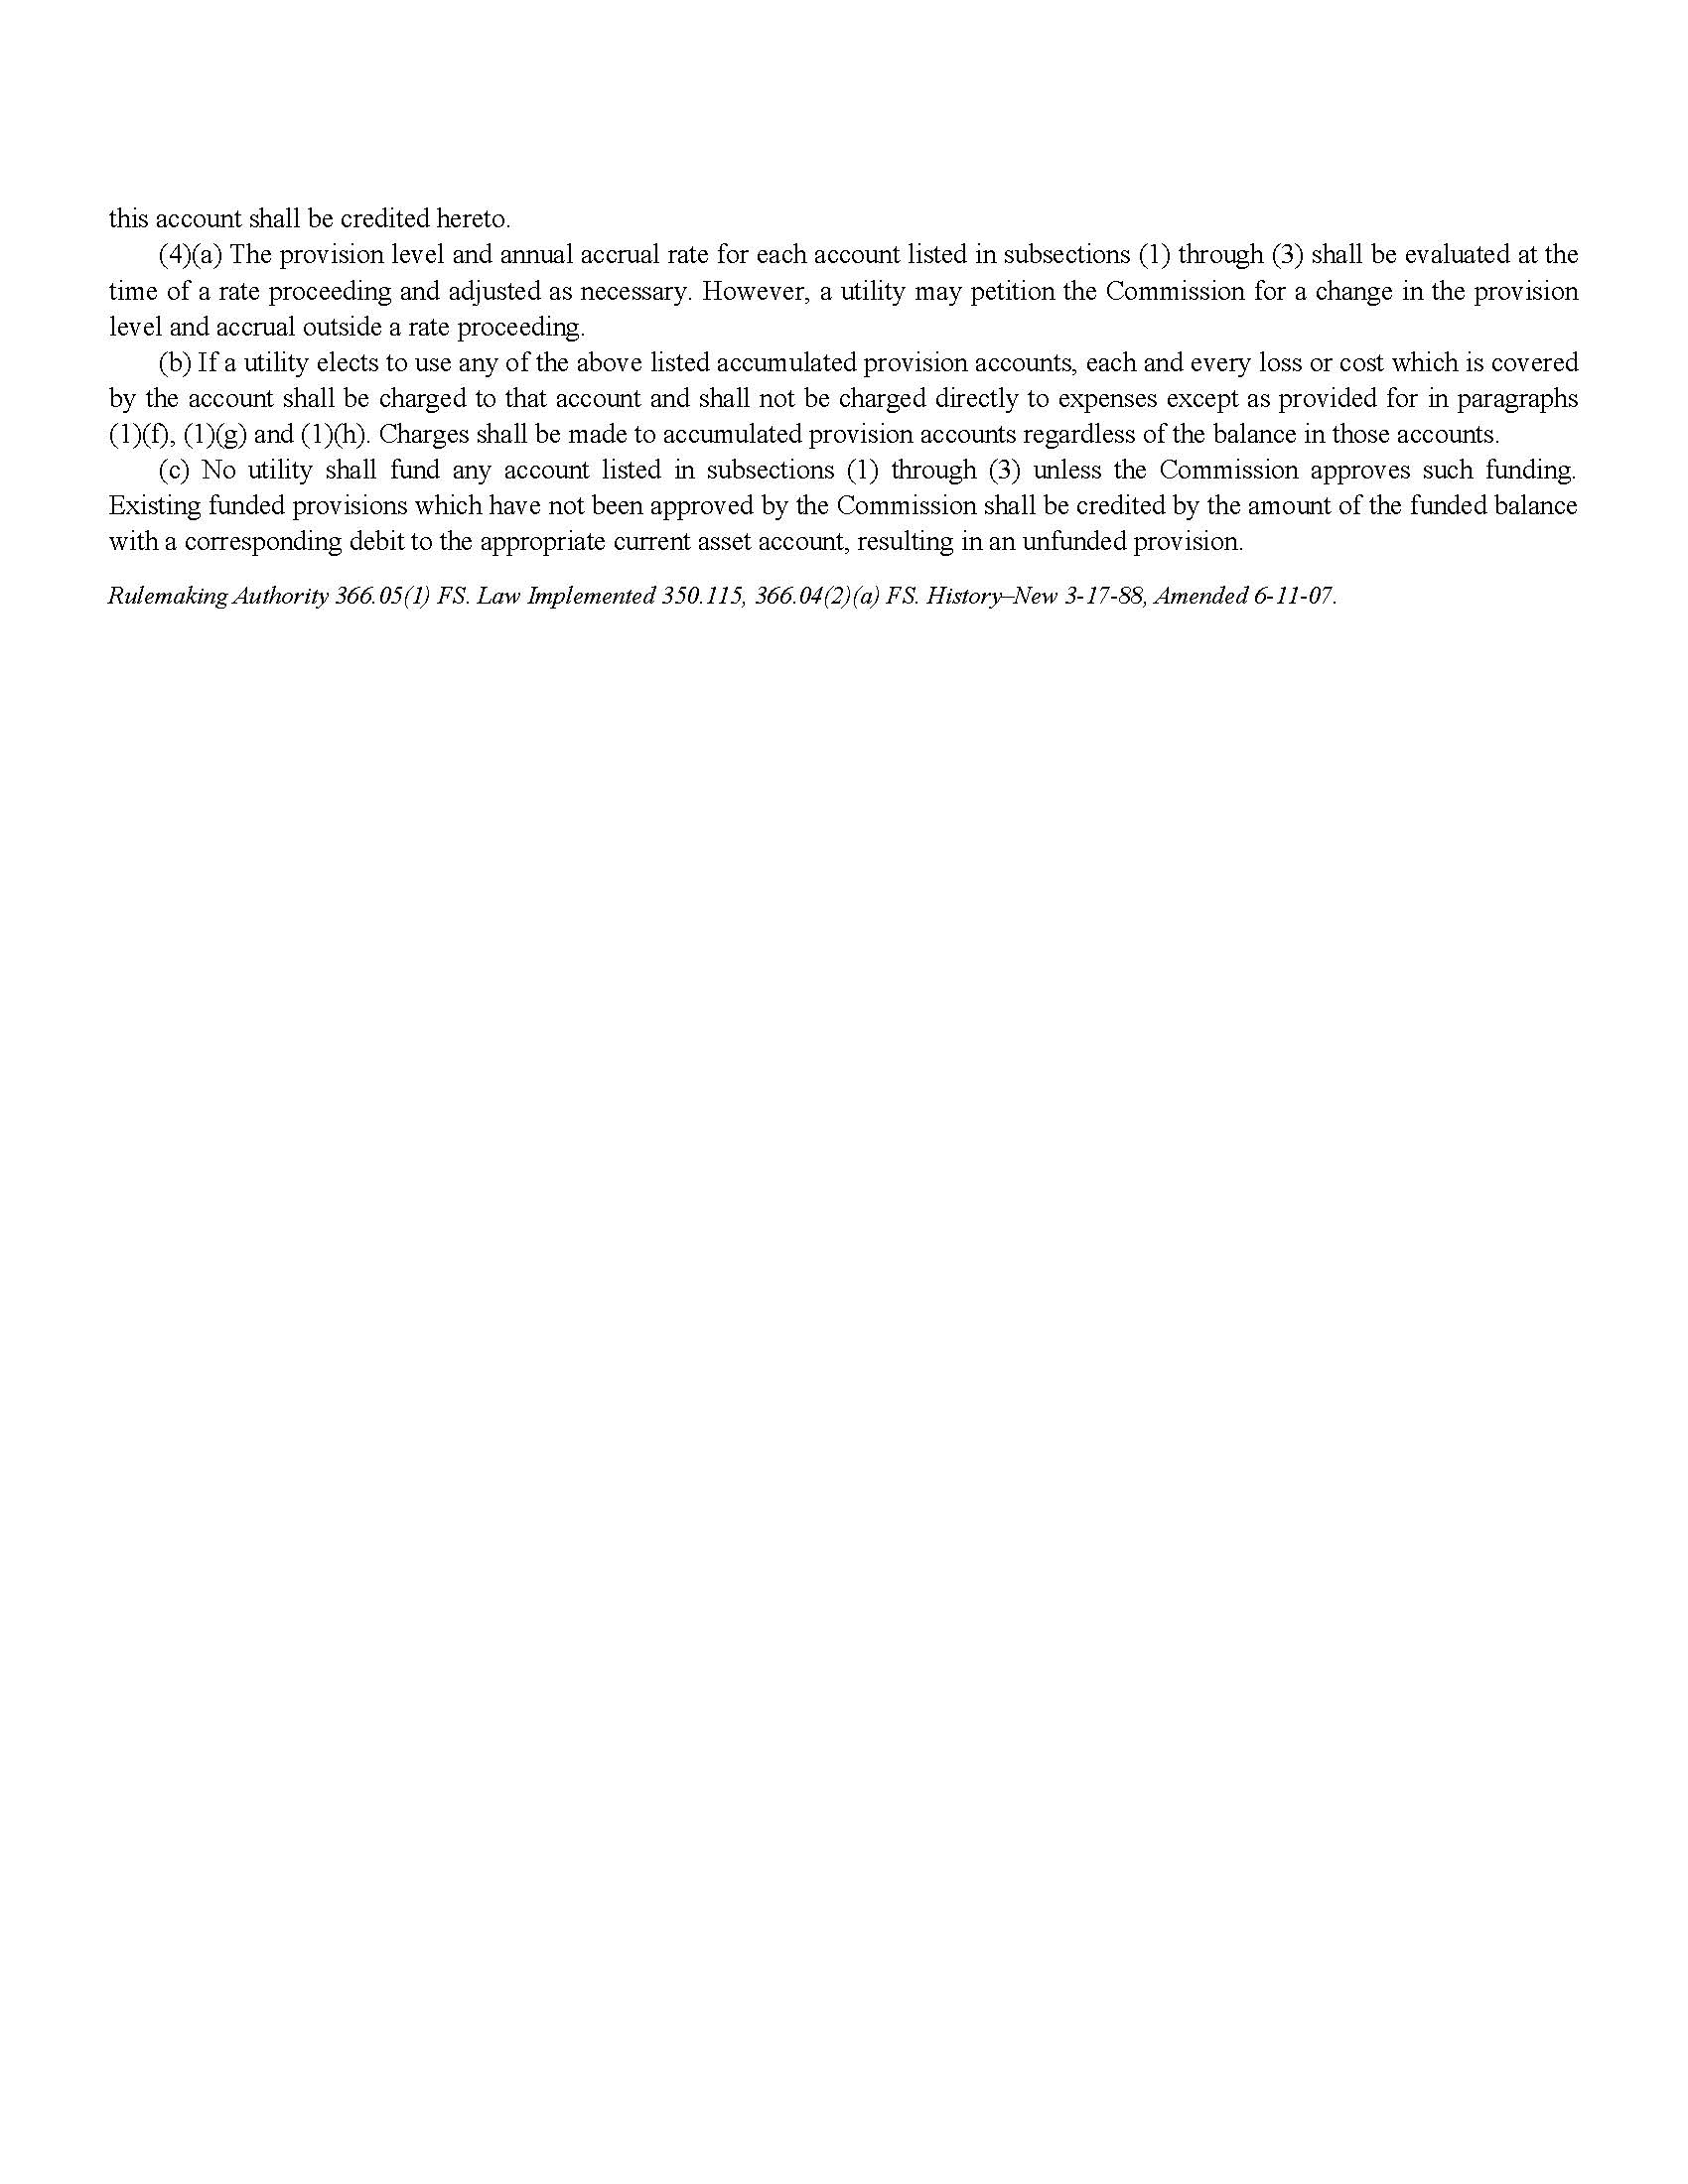 this account shall be credited hereto.
(4)(a) The provision level and annual accrual rate for each account listed in subsections (1) through (3) shall be evaluated at the
time of a rate proceeding and adjusted as necessary. However, a utility may petition the Commission for a change in the provision
level and accrual outside a rate proceeding.
(b) If a utility elects to use any of the above listed accumulated provision accounts, each and every loss or cost which is covered
by the account shall be charged to that account and shall not be charged directly to expenses except as provided for in paragraphs
(1)(f), (1)(g) and (1)(h). Charges shall be made to accumulated provision accounts regardless of the balance in those accounts.
(c) No utility shall fund any account listed in subsections (1) through (3) unless the Commission approves such funding.
Existing funded provisions which have not been approved by the Commission shall be credited by the amount of the funded balance
with a corresponding debit to the appropriate current asset account, resulting in an unfunded provision.
Rulemaking Authority 366.05(1) FS. Law Implemented 350.115, 366.04(2)(a) FS. History–New 3-17-88, Amended 6-11-07.